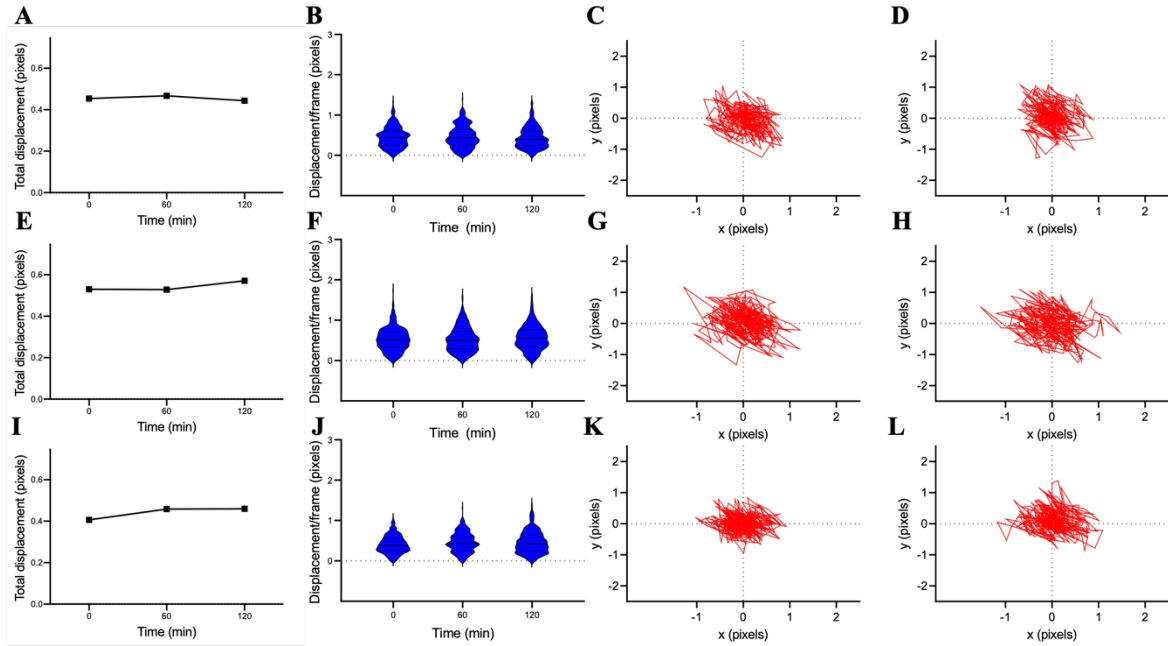 A
Total displacement (pixels)
0.6
0.4
0.2
0.0
0
60
120
Time (min)
B
Displacement/frame (pixels)
3
2
1
0
0
60
120
Time (min)
C
y (pixels)
2
1
0
-1
-2
-1
0
1
2
x (pixels)
D
y (pixels)
2
1
0
-1
-2
-1
0
1
2
x (pixels)
E
Total displacement (pixels)
0.6
0.4
0.2
0.0
0
60
120
Time (min)
F
Displacement/frame (pixels)
3
2
1
0
0
60
120
Time (min)
G
y (pixels)
2
1
0
-1
-2
-1
0
1
2
x (pixels)
H
y (pixels)
2
1
0
-1
-2
-1
0
1
2
x (pixels)
I
Total displacement (pixels)
0.6
0.4
0.2
0.0
0
60
120
Time (min)
J
Displacement/frame (pixels)
3
2
1
0
0
60
120
Time (min)
K
y (pixels)
2
1
0
-1
-2
-1
0
1
2
x (pixels)
L
y (pixels)
2
1
0
-1
-2
-1
0
1
2
x (pixels)